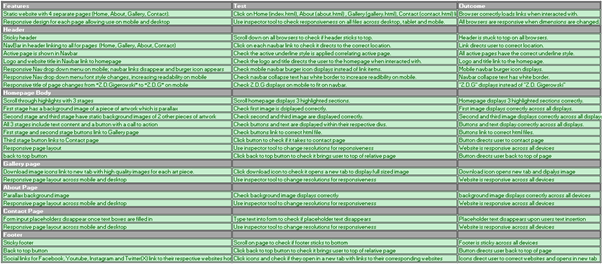 Features Test Outcome
Static website with 4 separate pages (Home, About, Gallery, Contact). Click on Home (index.html), About (about.html) , Gallery (gallery.html), Contact (contact.html) Browser correctly loads links when interacted with.
Responsive design for each page allowing use on mobile and desktop Use inspector tool to check responsiveness on all files across desktop, tablet and mobile. All browsers are responsive when dimensions are changed.
Header
Sticky header Scroll down on all browsers to check if header sticks to top. Header is stuck to top on all browsers.
NavBar in header linking to all for pages (Home, Gallery, About, Contact) Click on each navbar link to check it directs to the correct location. Link directs user to correct location.
Active page is shown in Navbar Check the active underline style is applied correlating active page. All active pages have the correct underline style.
Logo and website title in Navbar link to homepage Check the logo and title directs the user to the homepage when interacted with. Logo and title link to the homepage.
Responsive Nav drop down menu on mobile; navbar links disappear and burger icon appears Check mobile navbar burger icon displays instead of link items. Mobile navbar burger icon displays.
Responsive Nav drop down menu font style changes, increasing readability on mobile Check navbar collapse text has white border to increase readibility on mobile. Navbar collapse text has white border.
Responsive title of page changes from "Z.D.Digerovski" to "Z.D.G" on mobile Check Z.D.G displays on mobile to fit on navbar. "Z.D.G" displays instead of "Z.D.Digerovski"
Homepage Body
Scroll through highlights with 3 stages Scroll homepage displays 3 highlighted sections. Homepage displays 3 highlighted sections correctly.
First stage has a background image of a piece of artwork which is parallax Check first image is displayed correctly. First image displays correctly across all displays.
Second stage and third stage have static background images of 2 other pieces of artwork Check second and third image are displayed correctly. Second and third image displays correctly across all displays
All 3 stages include text content and a button with a call to action Check buttons and text are displayed within their respective divs. Buttons and text display correctly across all displays.
First stage and second stage buttons link to Gallery page Check buttons link to correct html file. Buttons link to correct html files.
Third stage button links to Contact page Click button to check if it takes to contact page Button directs user to contact page
Responsive page layout Use inspector tool to change resolutions for responsiveness Website is responsive across all devices
back to top button Click back to top button to check it brings user to top of relative page Button directs user back to top of page
Gallery page
Download image icons link to new tab with high quality images for each art piece Click download icon to check it opens a new tab to display full sized image Download icon opens new tab and dipalys image
Responsive page layout across mobile and desktop Use inspector tool to change resolutions for responsiveness Website is responsive across all devices
About Page
Parallax background image Check background image displays correctly background image displays correctly across all devices
Responsive page layout across mobile and desktop Use inspector tool to change resolutions for responsiveness Website is responsive across all devices
Contact Page
Form input placeholders disappear once text boxes are filled in Type text into form to check if placeholder text disappears Placeholder text disappears upon users text insertion
Responsive page layout across mobile and desktop Use inspector tool to change resolutions for responsiveness Website is responsive across all devices
Footer
Sticky footer Scroll on page to check if footer sticks to bottom Footer is sticky across all devices
Back to top button Click back to top button to check it brings user to top of relative page Button directs user back to top of page
Social links for Facebook, Youtube, Instagram and Twitter(X) link to their respective websites Click icons and check if they open in a new tab with links to their corresponding websites Icons direct user to correct websites and opens in new tab